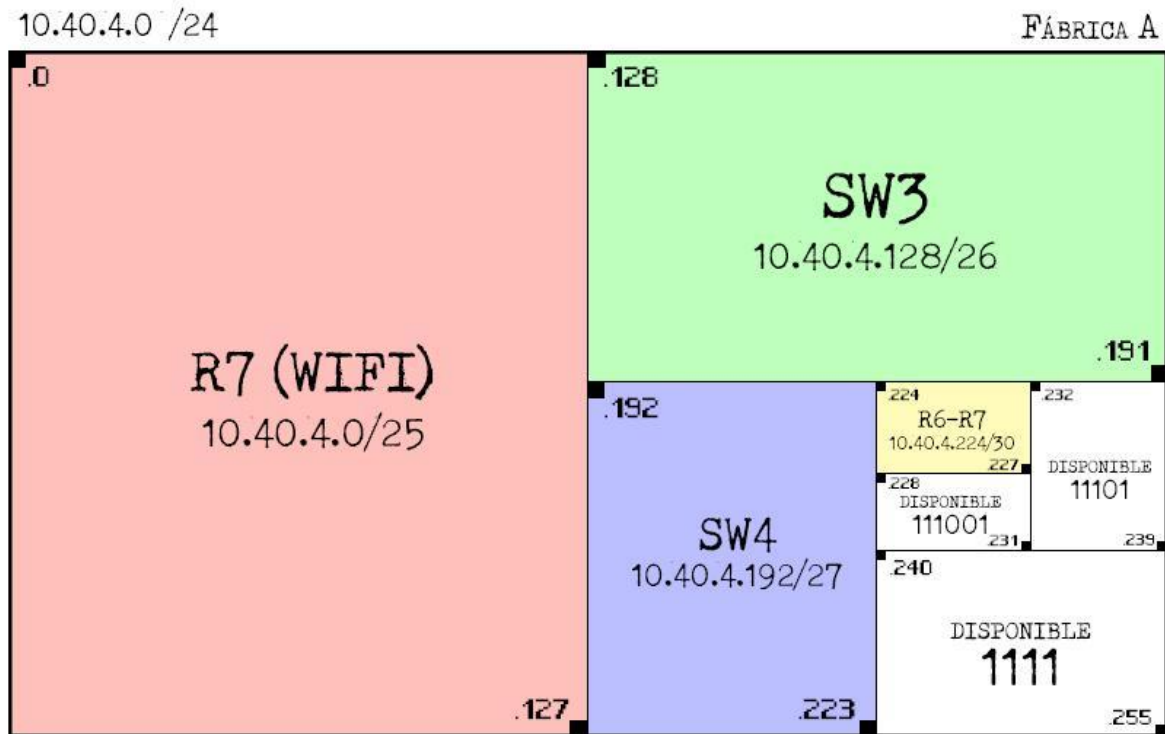 10.40.4.0 /24
FÁBRICA A
.0
R7 (WIFI)
10.40.4.0/25
.127
.128
SW3
10.40.4.128/26
.191
.192
SW4
10.40.4.192/27
.223
.224
R6-R7
10.40.4.224/30
.227
.228
DISPONIBLE
111001
.231
.232
DISPONIBLE
11101
.239
.240
DISPONIBLE
1111
.255